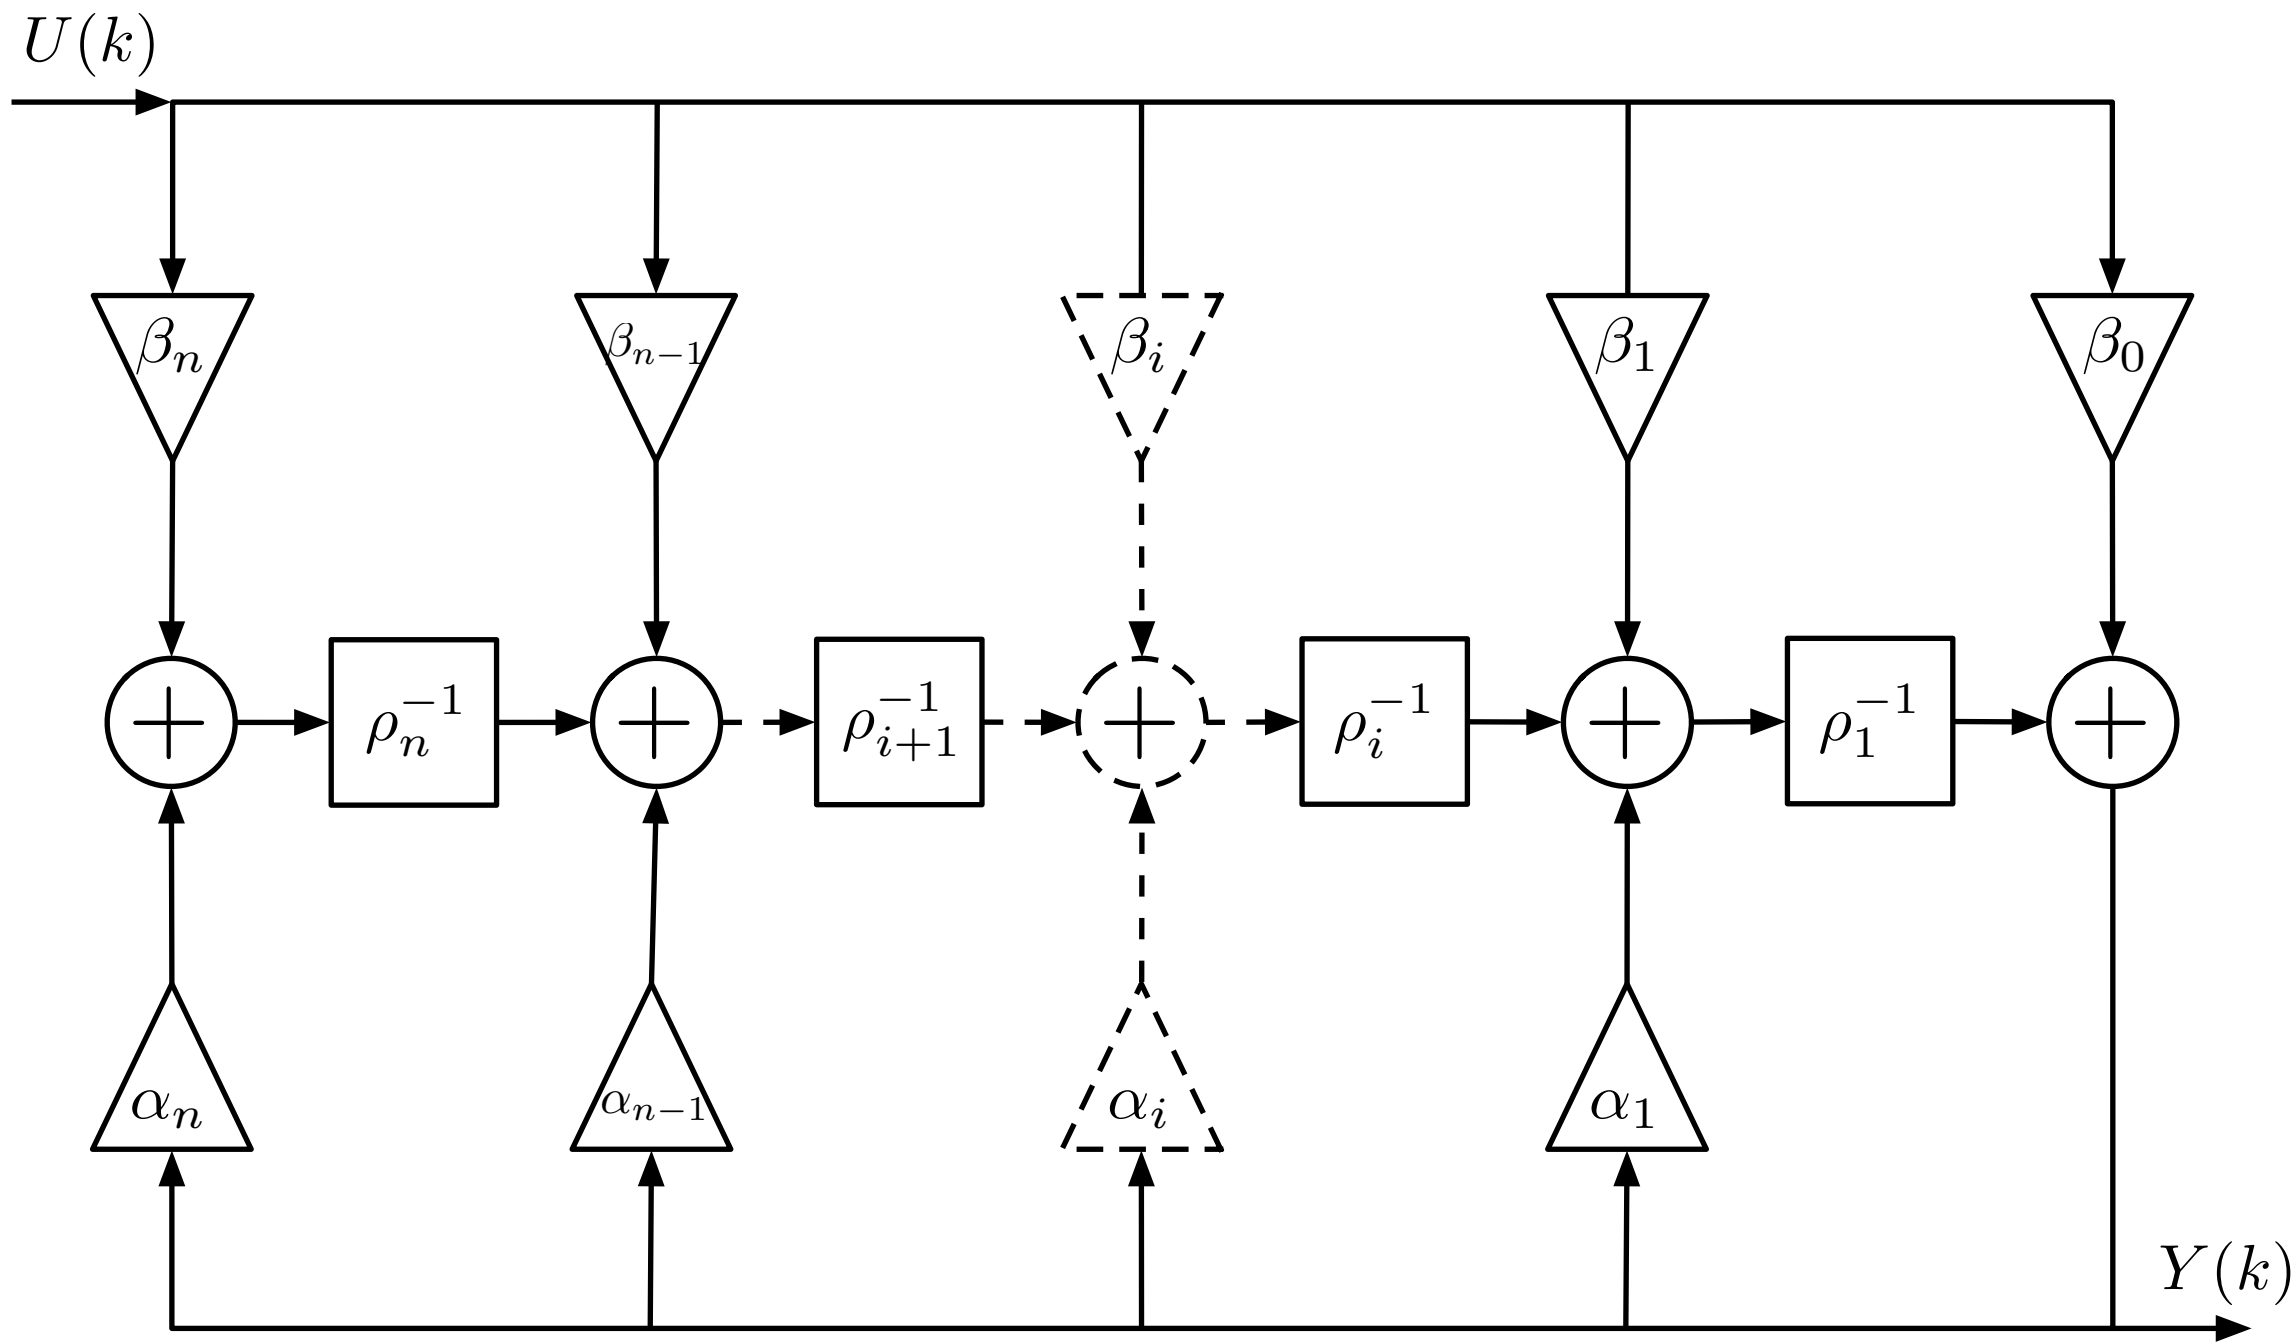 U(k)
βₙ βₙ₋₁ βᵢ β₁ β₀
+ ρₙ⁻¹ + ρᵢ₊₁⁻¹ + ρᵢ⁻¹ + ρ₁⁻¹ +
αₙ αₙ₋₁ αᵢ α₁
Y(k)